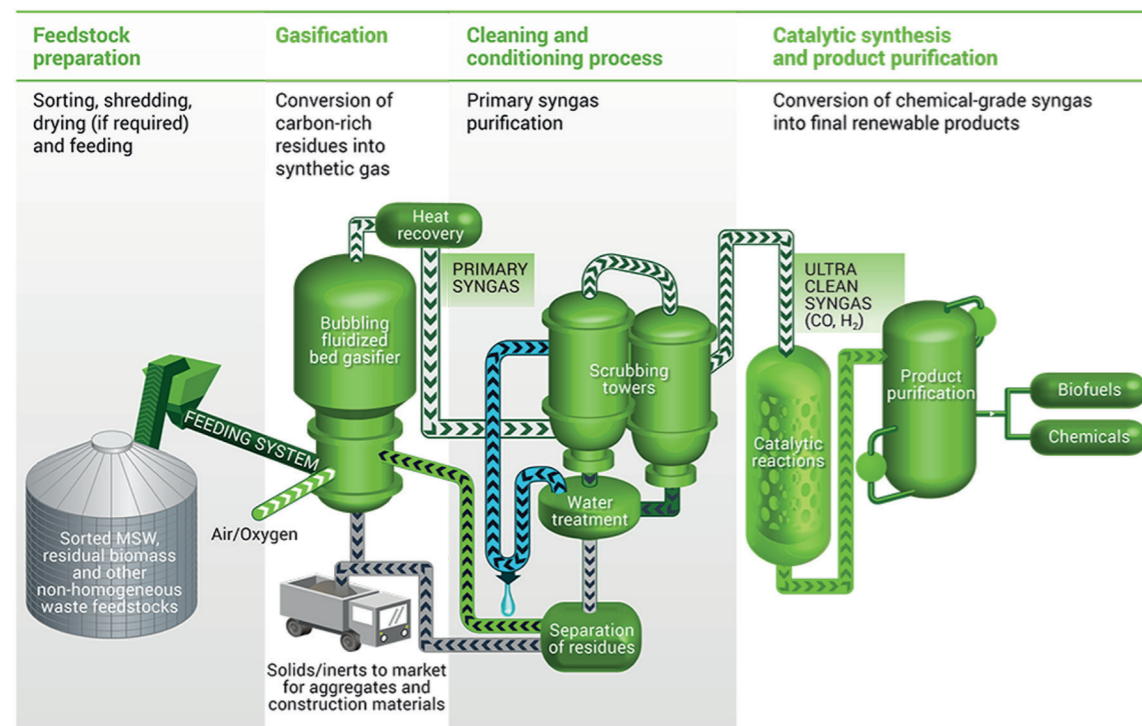 Feedstock
preparation
Gasification
Cleaning and
conditioning process
Catalytic synthesis
and product purification
Sorting, shredding,
drying (if required)
and feeding
Conversion of
carbon-rich
residues into
synthetic gas
Primary syngas
purification
Conversion of chemical-grade syngas
into final renewable products
Heat
recovery
PRIMARY
SYNGAS
ULTRA
CLEAN
SYNGAS
(CO, H₂)
Bubbling
fluidized
bed gasifier
Scrubbing
towers
Product
purification
Biofuels
Chemicals
FEEDING SYSTEM
Catalytic
reactions
Water
treatment
Air/Oxygen
Sorted MSW,
residual biomass
and other
non-homogeneous
waste feedstocks
Separation
of residues
Solids/inerts to market
for aggregates and
construction materials